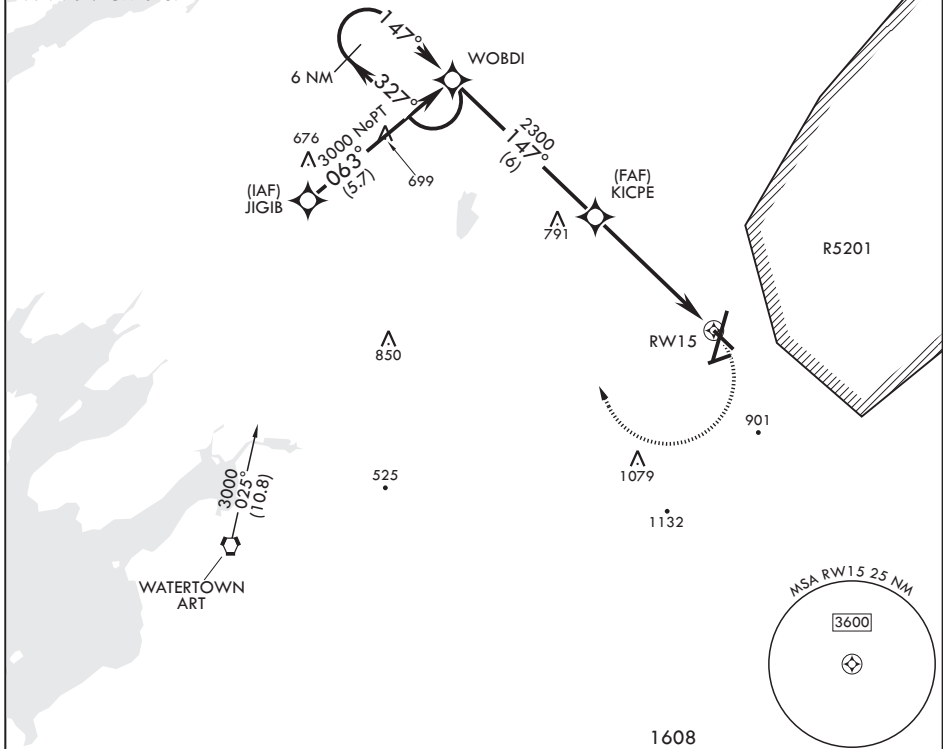 147°
WOBDI
6 NM
327°
2300
147°
(6)
676
3000 NoPT
063°
(5.7)
699
(IAF)
JIGIB
(FAF)
KICPE
791
R5201
RW15
850
901
1079
525
3000
025°
(10.8)
1132
WATERTOWN
ART
MSA RW15 25 NM
3600
1608